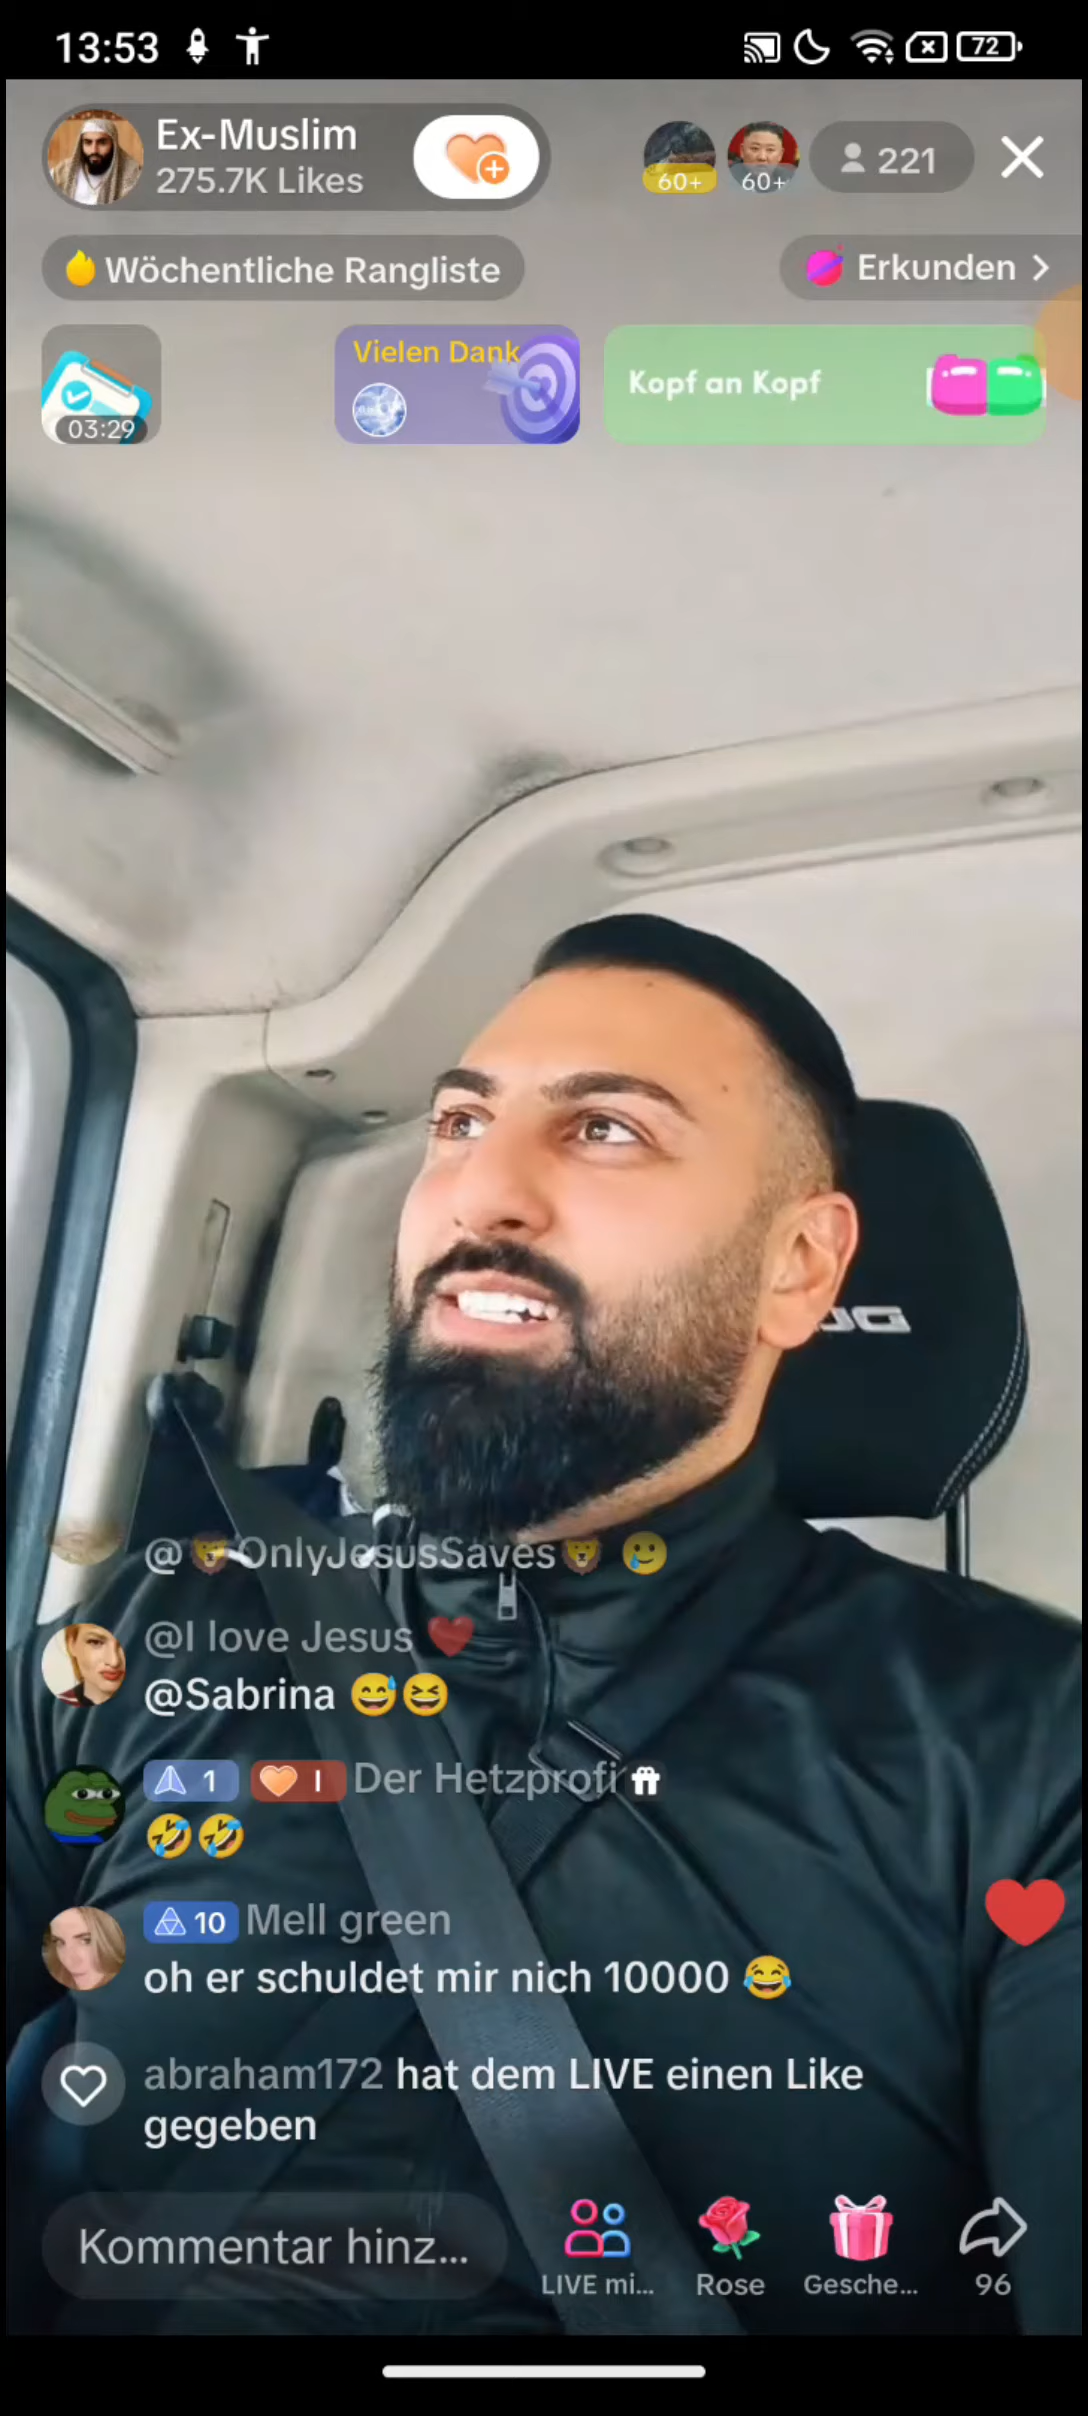 13:53
72
Ex-Muslim
275.7K Likes
60+
60+
221
Wöchentliche Rangliste
Erkunden >
03:29
Vielen Dank
Kopf an Kopf
@🦁OnlyJesusSaves🦁 🥲
@I love Jesus ❤️
@Sabrina 😅😆
1 I Der Hetzprofi
🤣🤣
10 Mell green
oh er schuldet mir nich 10000 😂
abraham172 hat dem LIVE einen Like
gegeben
Kommentar hinz...
LIVE mi...
Rose
Gesche...
96